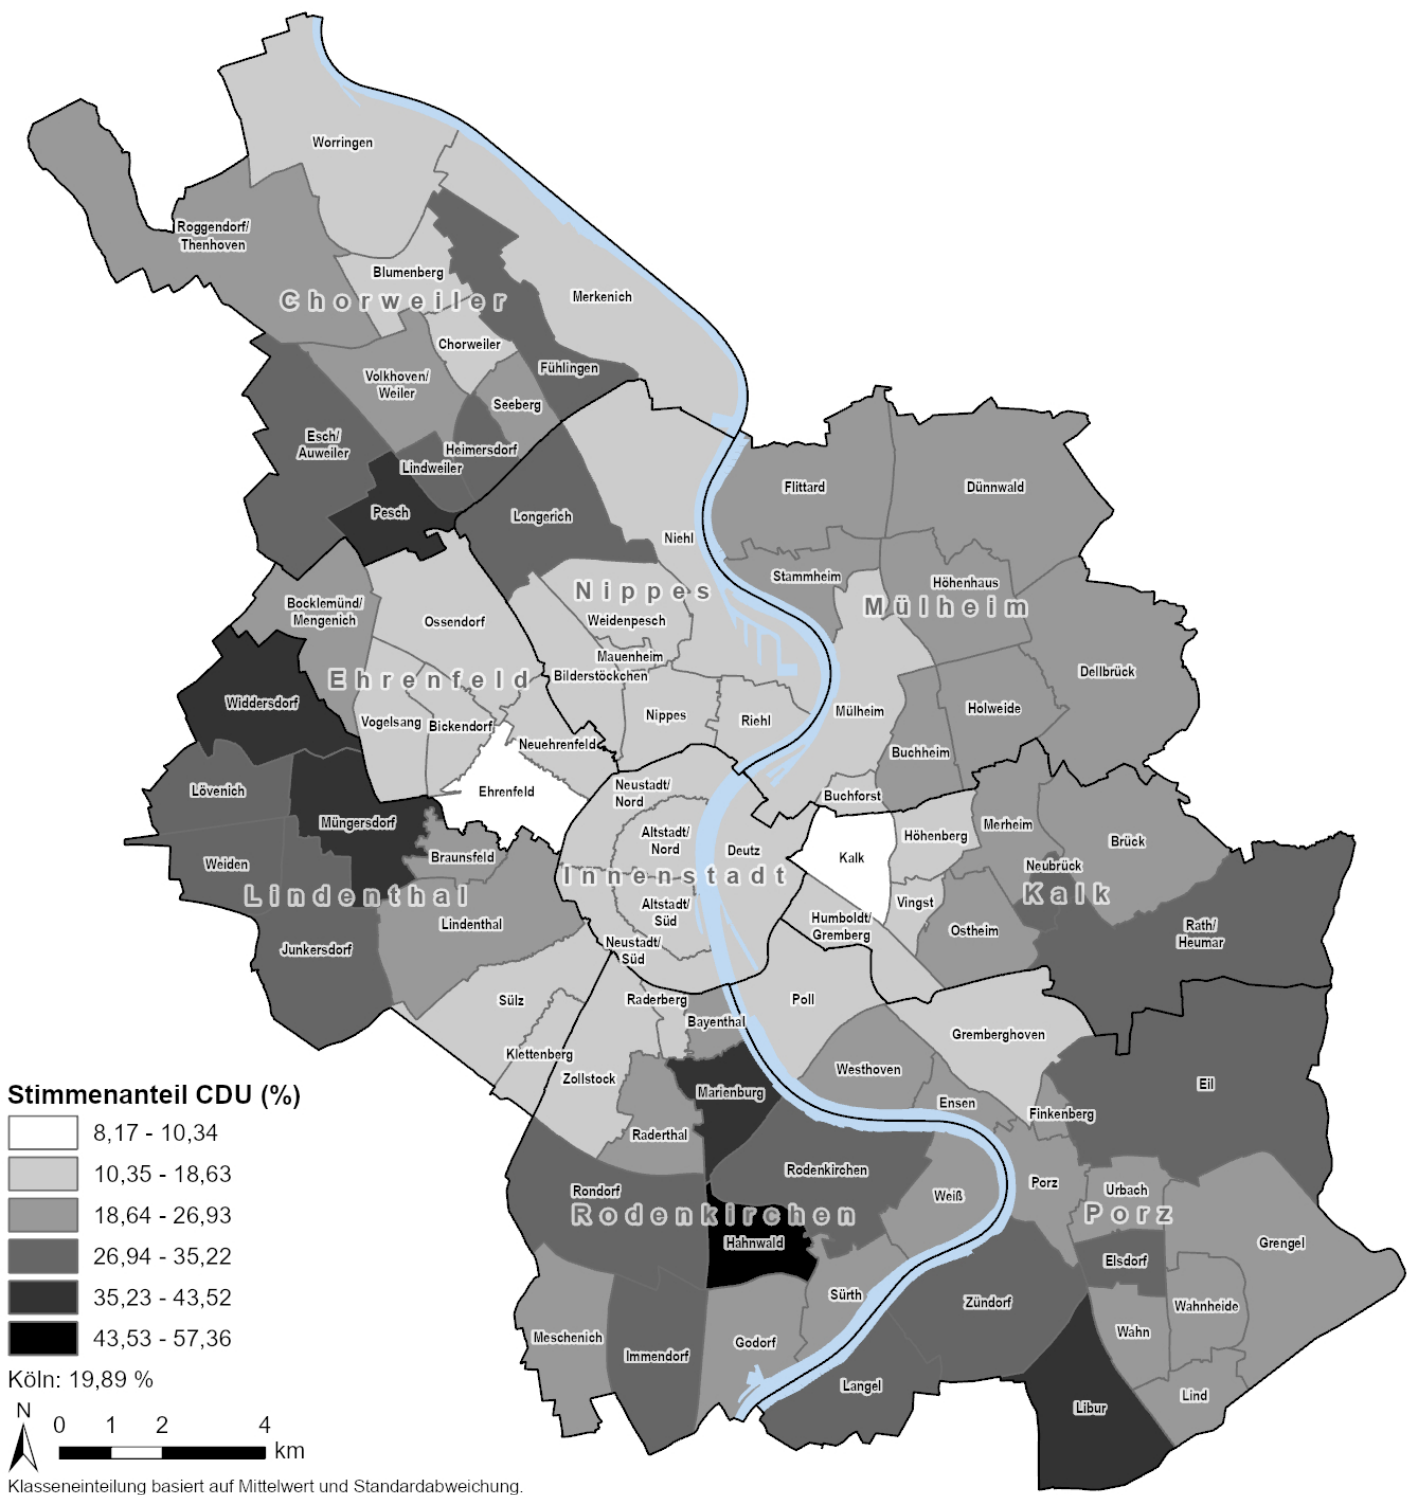 Worringen
Roggendorf/
Thenhoven
Blumenberg
Chorweiler
Merkenich
Chorweiler
Fühlingen
Volkhoven/
Weiler
Seeberg
Esch/
Auweiler
Heimersdorf
Lindweiler
Pesch
Longerich
Flittard
Dünnwald
Niehl
Stammheim
Höhenhaus
Nippes
Mülheim
Bocklemünd/
Mengenich
Ossendorf
Weidenpesch
Mauenheim
Bilderstöckchen
Dellbrück
Ehrenfeld
Widdersdorf
Vogelsang
Bickendorf
Nippes
Riehl
Mülheim
Holweide
Neuehrenfeld
Buchheim
Lövenich
Ehrenfeld
Neustadt/
Nord
Buchforst
Müngersdorf
Altstadt/
Nord
Deutz
Kalk
Höhenberg
Merheim
Brück
Weiden
Braunsfeld
Neubrück
Innenstadt
Kalk
Lindenthal
Altstadt/
Süd
Vingst
Lindenthal
Humboldt/
Gremberg
Ostheim
Rath/
Heumar
Junkersdorf
Neustadt/
Süd
Sülz
Raderberg
Poll
Bayenthal
Gremberghoven
Klettenberg
Zollstock
Westhoven
Eil
Marienburg
Ensen
Finkenberg
Raderthal
Rodenkirchen
Rondorf
Weiß
Porz
Urbach
Rodenkirchen
Porz
Hahnwald
Grengel
Elsdorf
Sürth
Zündorf
Wahnheide
Meschenich
Godorf
Wahn
Immendorf
Langel
Lind
Libur
Stimmenanteil CDU (%)
8,17 - 10,34
10,35 - 18,63
18,64 - 26,93
26,94 - 35,22
35,23 - 43,52
43,53 - 57,36
Köln: 19,89 %
N
0 1 2 4
km
Klasseneinteilung basiert auf Mittelwert und Standardabweichung.